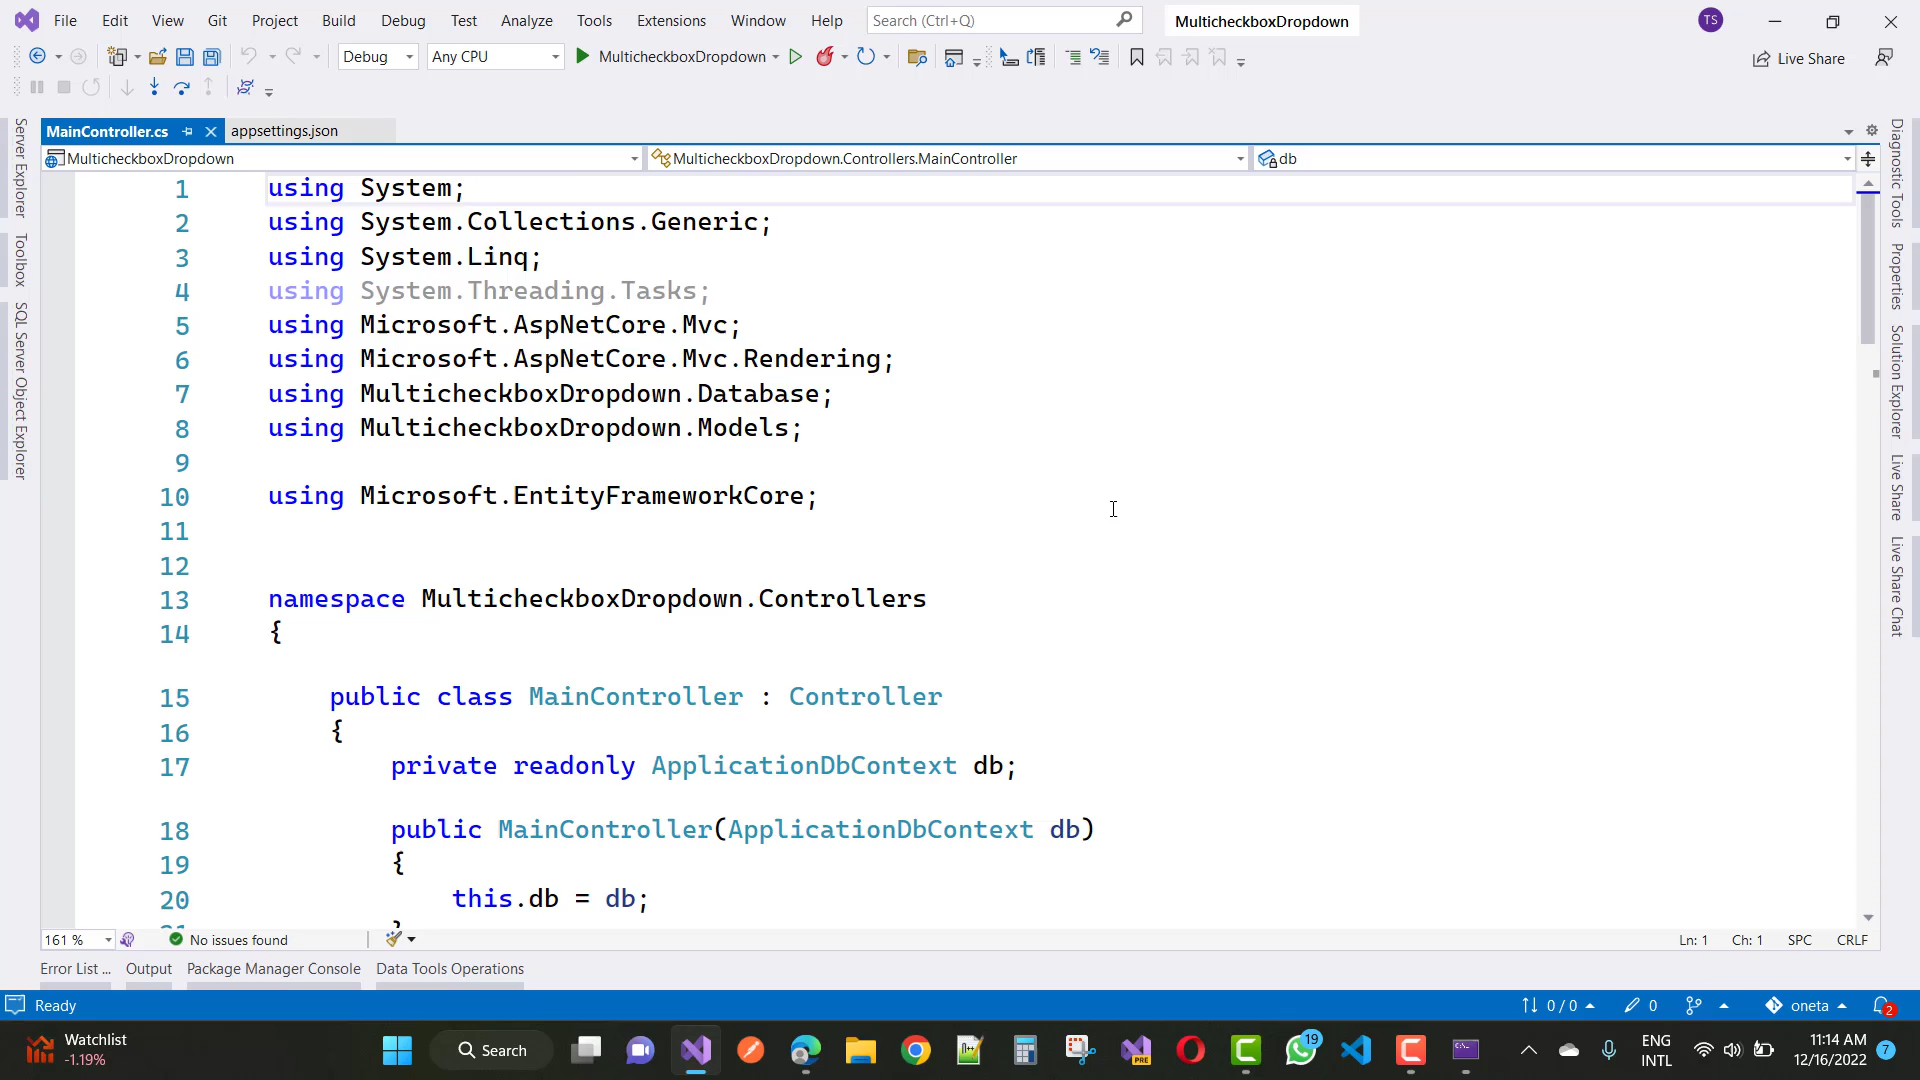 File Edit View Git Project Build Debug Test Analyze Tools Extensions Window Help Search (Ctrl+Q) MulticheckboxDropdown TS
Debug Any CPU MulticheckboxDropdown Live Share
MainController.cs appsettings.json
MulticheckboxDropdown MulticheckboxDropdown.Controllers.MainController db
Server Explorer
Toolbox
SQL Server Object Explorer
1 using System;
2 using System.Collections.Generic;
3 using System.Linq;
4 using System.Threading.Tasks;
5 using Microsoft.AspNetCore.Mvc;
6 using Microsoft.AspNetCore.Mvc.Rendering;
7 using MulticheckboxDropdown.Database;
8 using MulticheckboxDropdown.Models;
9
10 using Microsoft.EntityFrameworkCore;
11
12
13 namespace MulticheckboxDropdown.Controllers
14 {
15 public class MainController : Controller
16 {
17 private readonly ApplicationDbContext db;
18 public MainController(ApplicationDbContext db)
19 {
20 this.db = db;
Diagnostic Tools
Properties
Solution Explorer
Live Share
Live Share Chat
161 % No issues found Ln: 1 Ch: 1 SPC CRLF
Error List ... Output Package Manager Console Data Tools Operations
Ready 0 / 0 0 oneta 2
Watchlist
-1.19%
Search
PRE
19
ENG
INTL
11:14 AM
12/16/2022
7